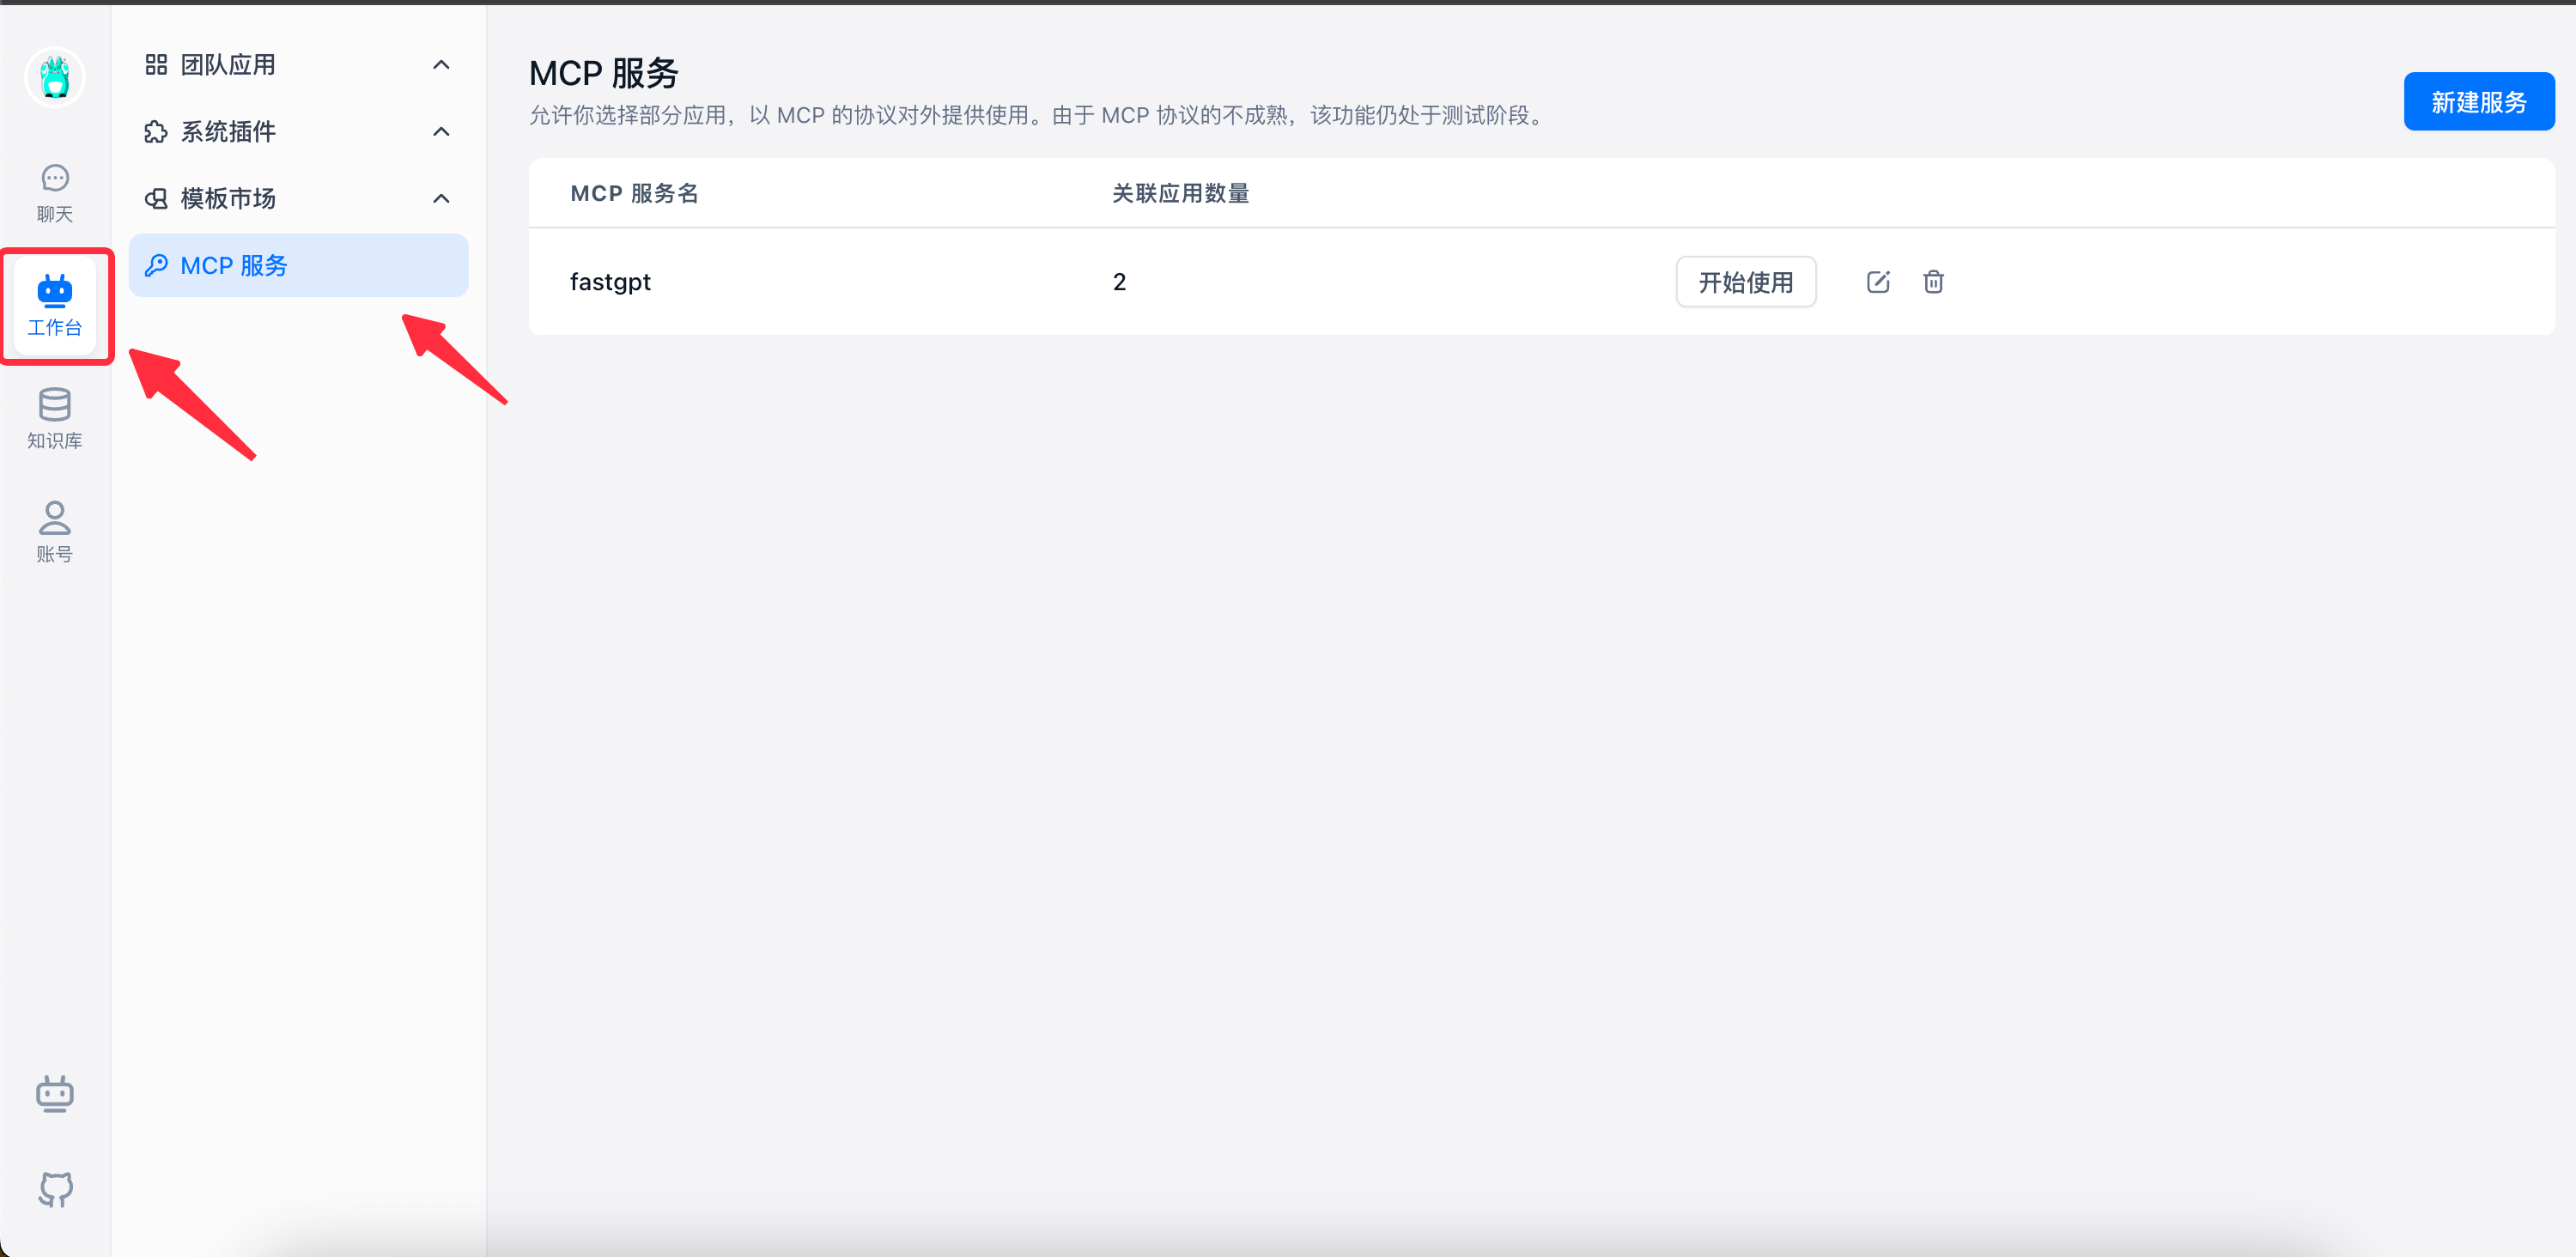 聊天
工作台
知识库
账号
团队应用
系统插件
模板市场
MCP 服务
MCP 服务
允许你选择部分应用，以 MCP 的协议对外提供使用。由于 MCP 协议的不成熟，该功能仍处于测试阶段。
新建服务
MCP 服务名 关联应用数量
fastgpt 2 开始使用